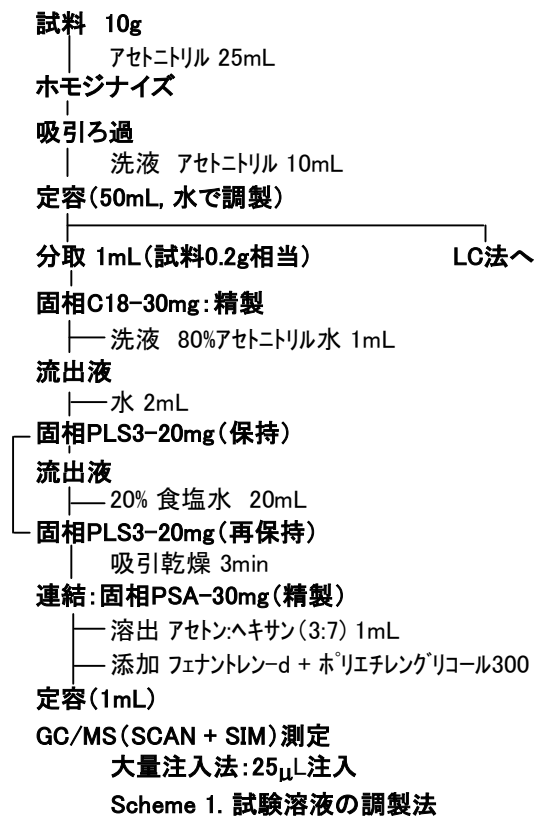 試料 10g
アセトニトリル 25mL
ホモジナイズ
吸引ろ過
洗液 アセトニトリル 10mL
定容(50mL, 水で調製)
分取 1mL(試料0.2g相当) LC法へ
固相C18-30mg:精製
洗液 80%アセトニトリル水 1mL
流出液
水 2mL
固相PLS3-20mg(保持)
流出液
20% 食塩水 20mL
固相PLS3-20mg(再保持)
吸引乾燥 3min
連結:固相PSA-30mg(精製)
溶出 アセトン:ヘキサン(3:7) 1mL
添加 フェナントレン-d + ポリエチレングリコール300
定容(1mL)
GC/MS(SCAN + SIM)測定
大量注入法:25μL注入
Scheme 1. 試験溶液の調製法